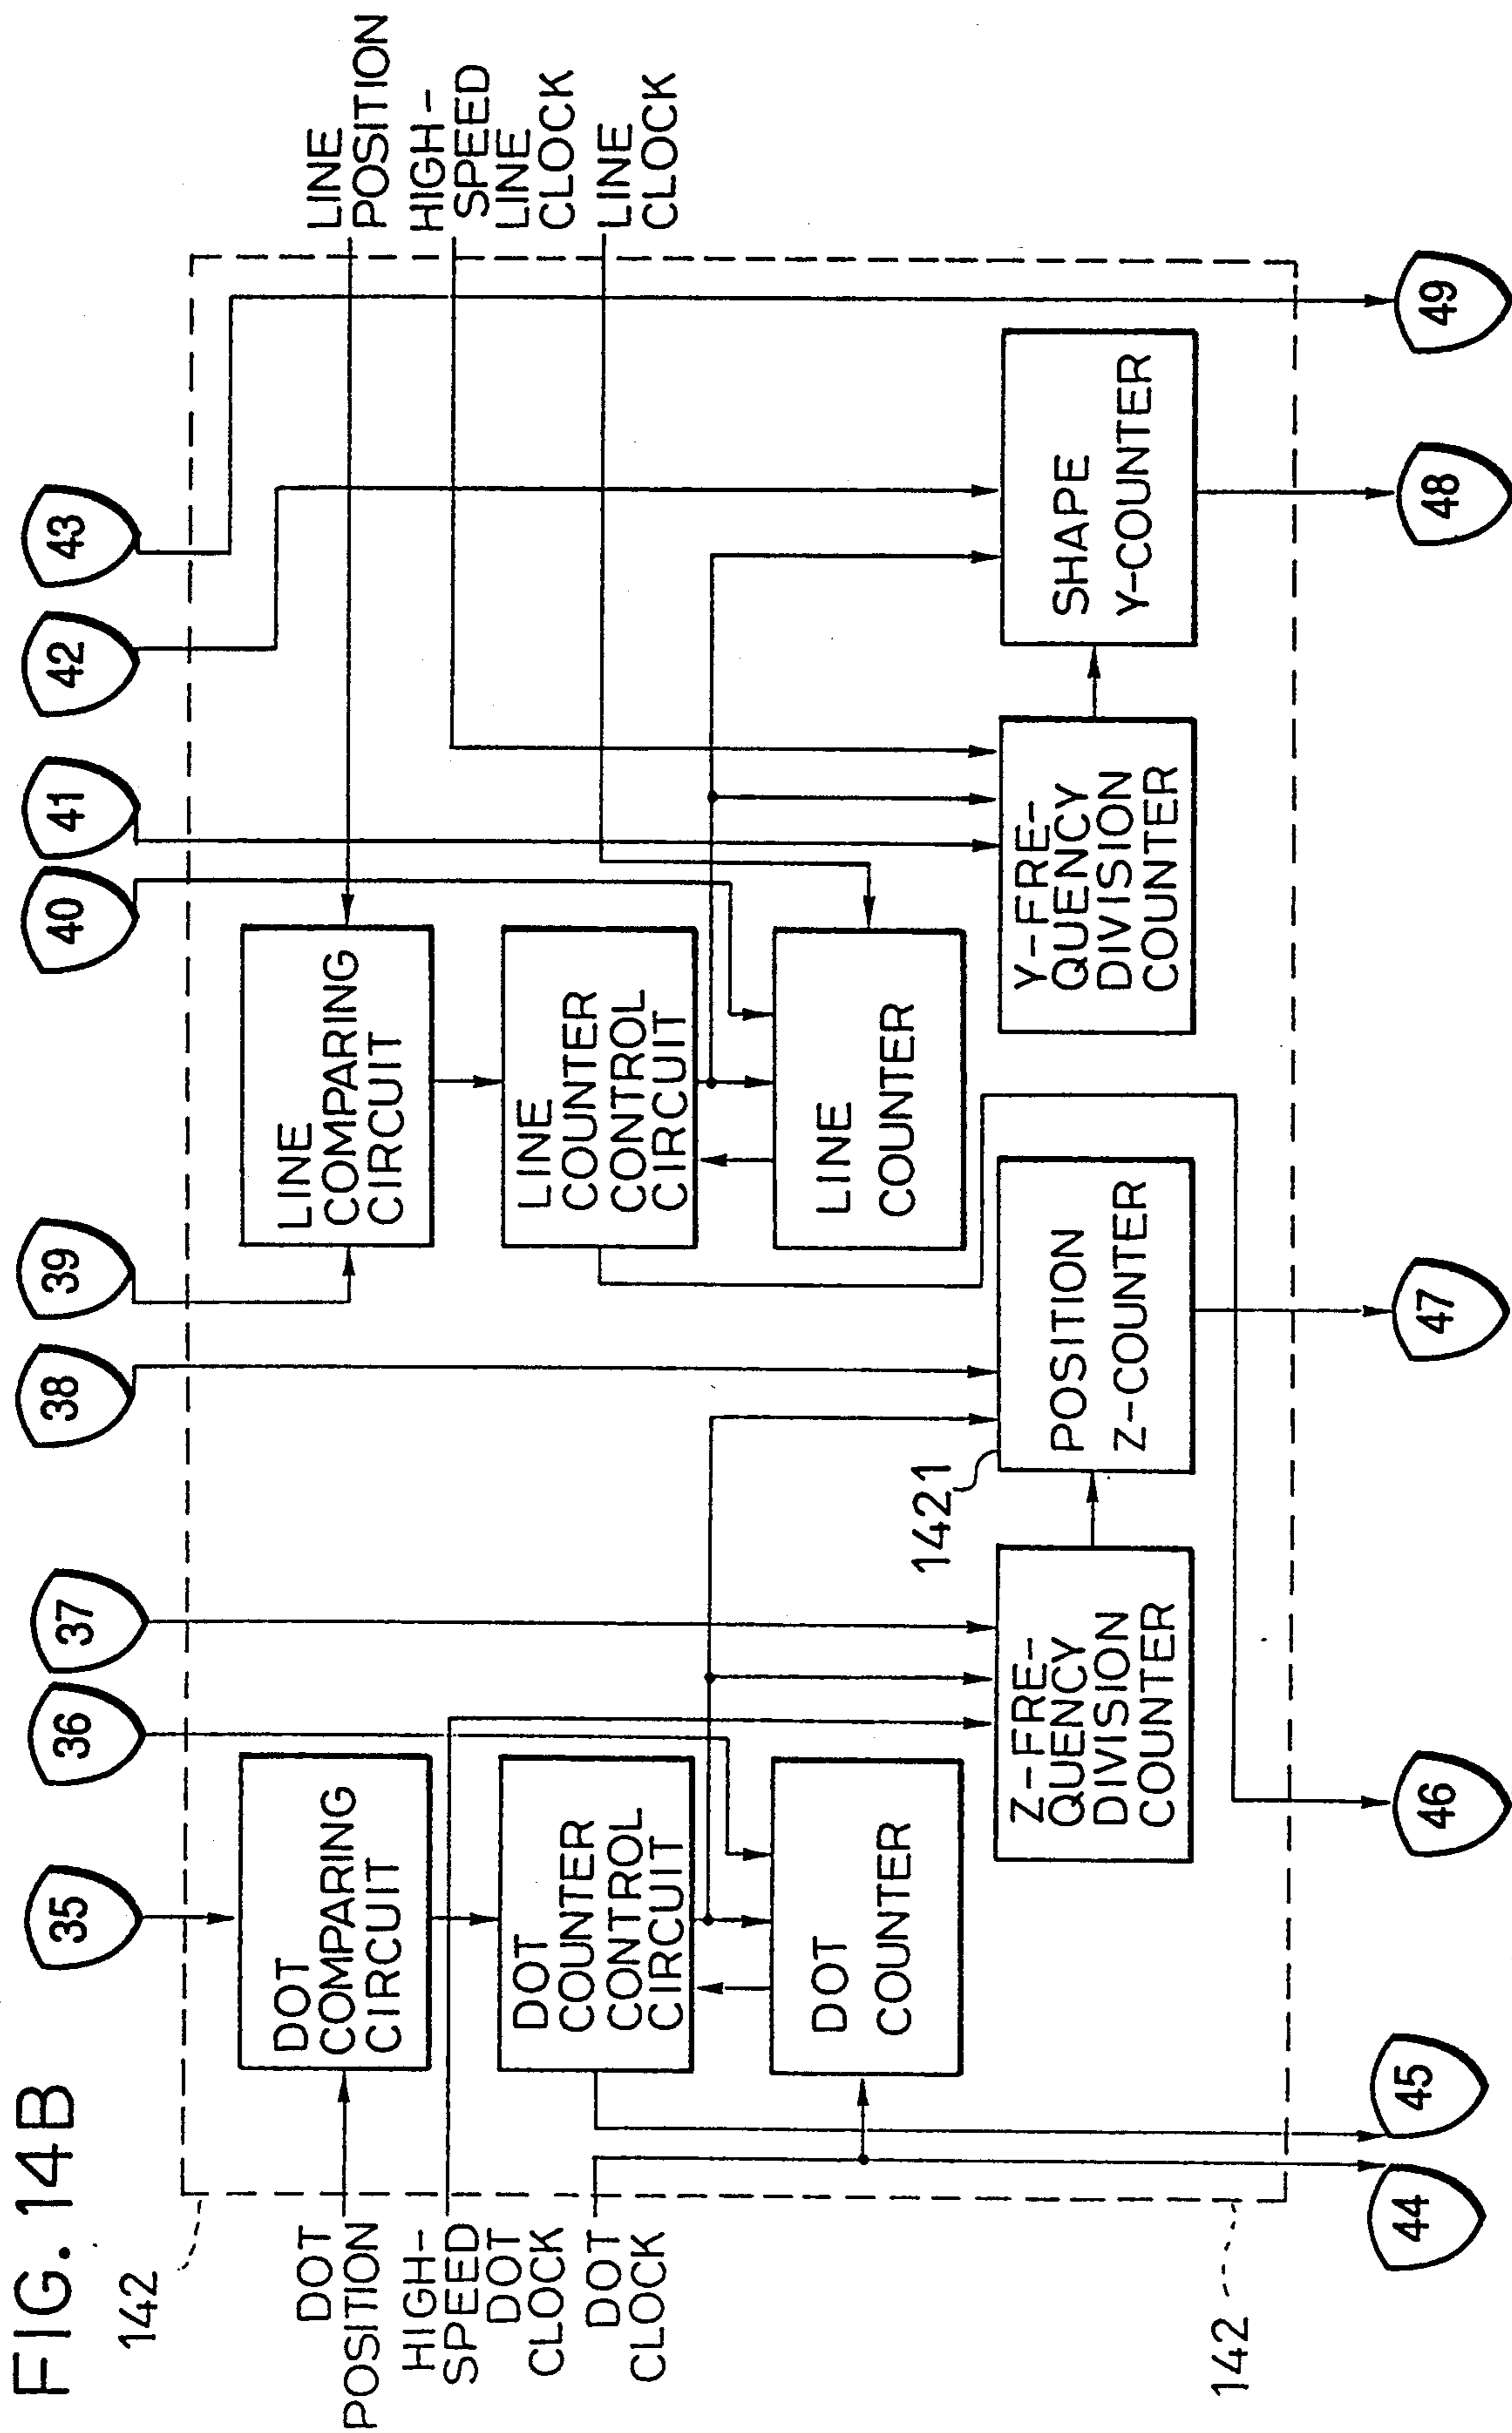 FIG. 14B
142
35
36
37
38
39
40
41
42
43
DOT
POSITION
HIGH-
SPEED
DOT
CLOCK
DOT
CLOCK
DOT
COMPARING
CIRCUIT
DOT
COUNTER
CONTROL
CIRCUIT
DOT
COUNTER
Z-FRE-
QUENCY
DIVISION
COUNTER
1421
POSITION
Z-COUNTER
LINE
COMPARING
CIRCUIT
LINE
COUNTER
CONTROL
CIRCUIT
LINE
COUNTER
Y-FRE-
QUENCY
DIVISION
COUNTER
SHAPE
Y-COUNTER
LINE
POSITION
HIGH-
SPEED
LINE
CLOCK
LINE
CLOCK
142
44
45
46
47
48
49